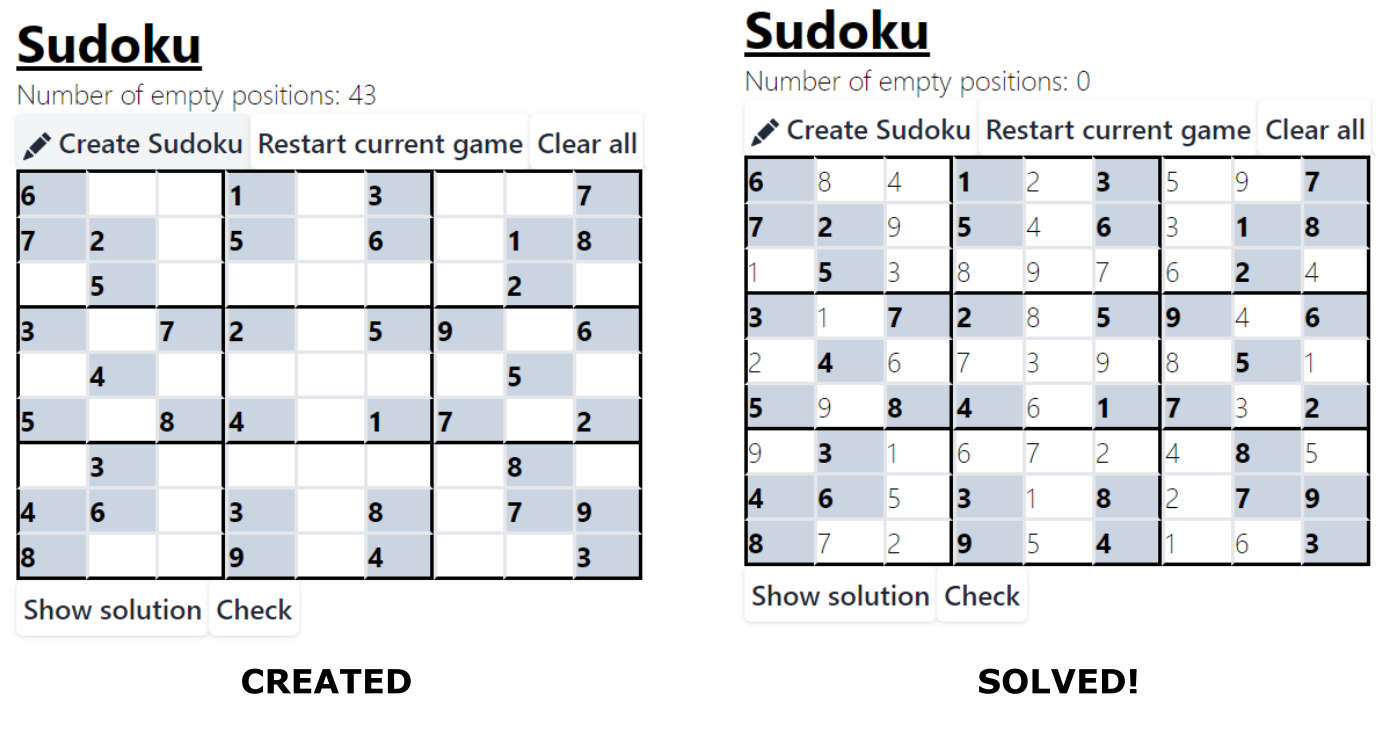 Sudoku
Number of empty positions: 43
Create Sudoku Restart current game Clear all
6 1 3 7
7 2 5 6 1 8
5 2
3 7 2 5 9 6
4 5
5 8 4 1 7 2
3 8
4 6 3 8 7 9
8 9 4 3
Show solution Check
CREATED
Sudoku
Number of empty positions: 0
Create Sudoku Restart current game Clear all
6 8 4 1 2 3 5 9 7
7 2 9 5 4 6 3 1 8
1 5 3 8 9 7 6 2 4
3 1 7 2 8 5 9 4 6
2 4 6 7 3 9 8 5 1
5 9 8 4 6 1 7 3 2
9 3 1 6 7 2 4 8 5
4 6 5 3 1 8 2 7 9
8 7 2 9 5 4 1 6 3
Show solution Check
SOLVED!